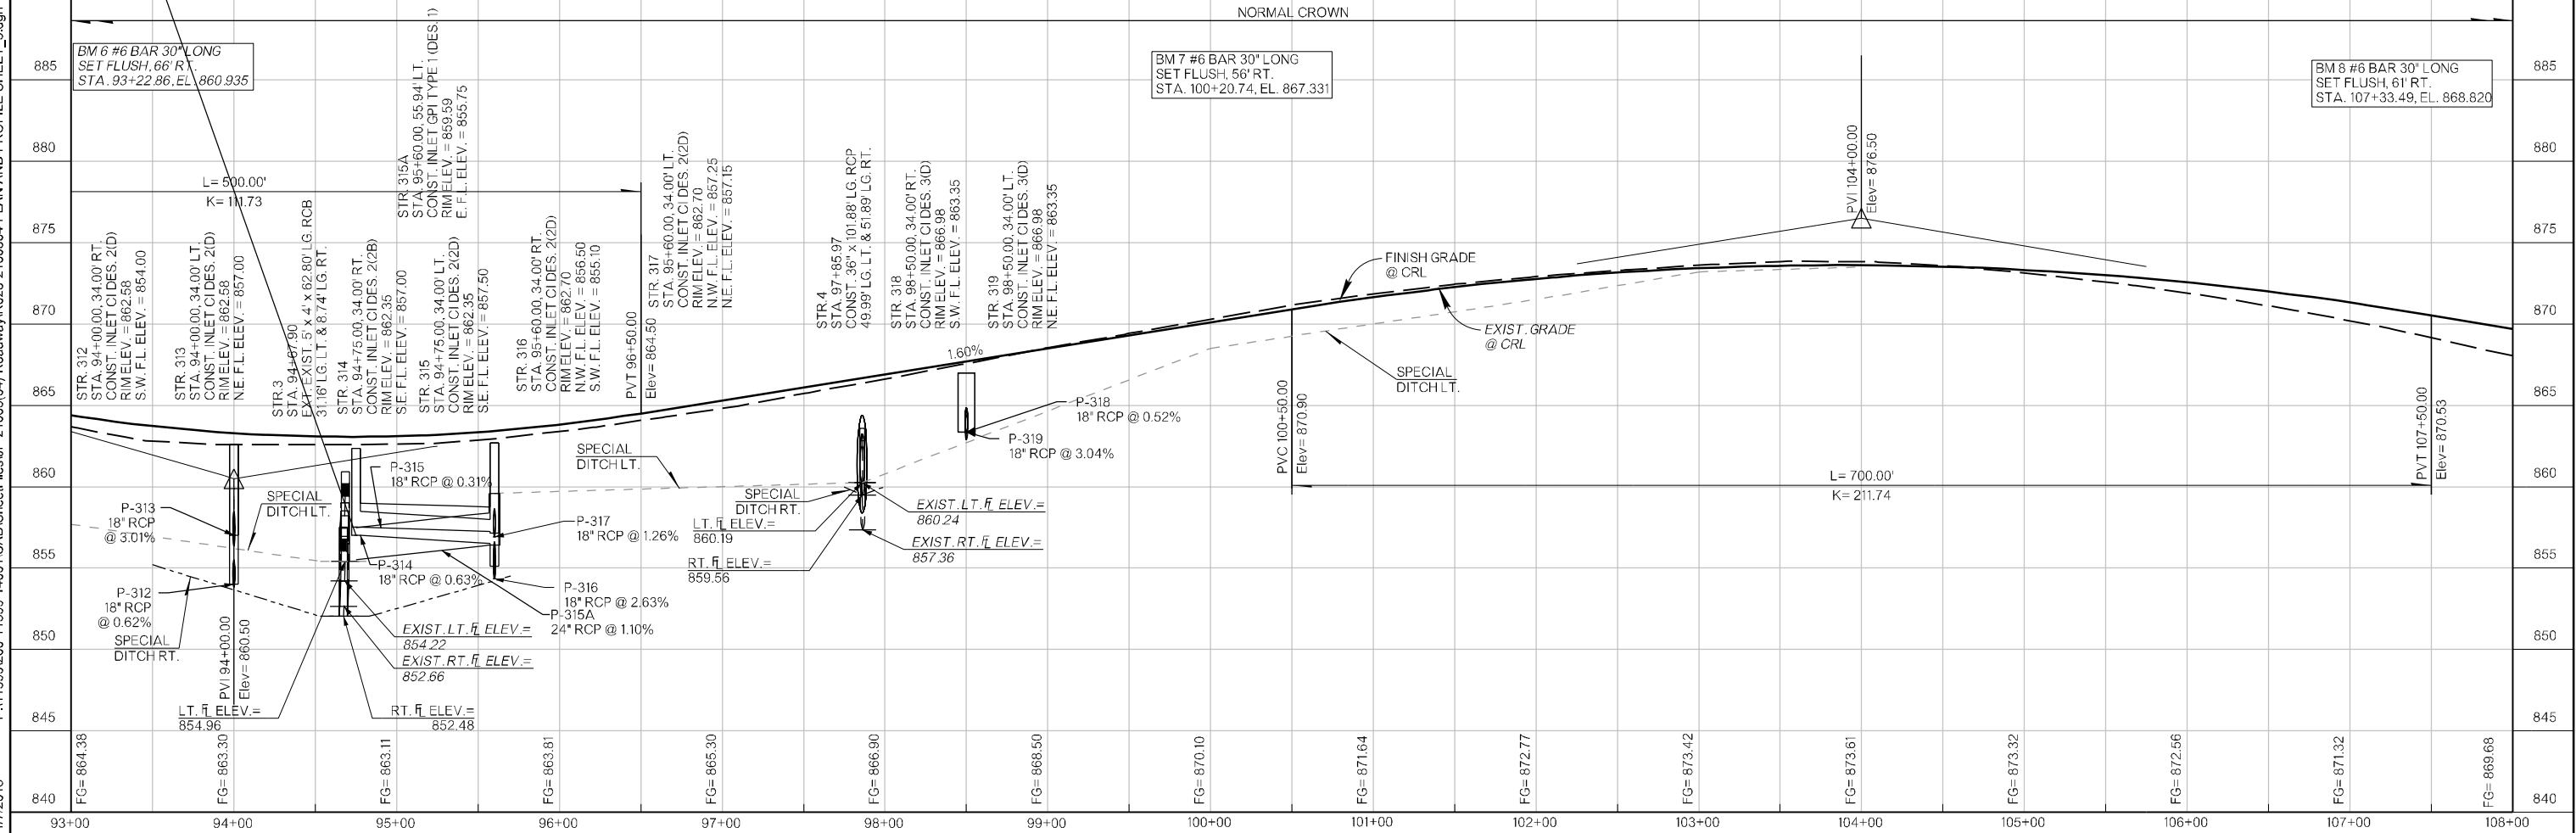 NORMAL CROWN
BM 6 #6 BAR 30" LONG
SET FLUSH, 66' RT.
STA. 93+22.86, EL. 860.935
BM 7 #6 BAR 30" LONG
SET FLUSH, 56' RT.
STA. 100+20.74, EL. 867.331
BM 8 #6 BAR 30" LONG
SET FLUSH, 61' RT.
STA. 107+33.49, EL. 868.820
885
880
875
870
865
860
855
850
845
840
885
880
875
870
865
860
855
850
845
840
L= 500.00'
K= 111.73
STR. 312
STA. 94+00.00, 34.00' RT.
CONST. INLET CI DES. 2(D)
RIM ELEV. = 862.58
S.W. F.L. ELEV. = 854.00
STR. 313
STA. 94+00.00, 34.00' LT.
CONST. INLET CI DES. 2(D)
RIM ELEV. = 862.58
N.E. F.L. ELEV. = 857.00
STR. 3
STA. 94+67.90
EXT. EXIST. 5' x 4' x 62.80' LG. RCB
31.16' LG. LT. & 8.74' LG. RT.
STR. 314
STA. 94+75.00, 34.00' RT.
CONST. INLET CI DES. 2(2B)
RIM ELEV. = 862.35
S.E. F.L. ELEV. = 857.00
STR. 315A
STA. 95+60.00, 55.94' LT.
CONST. INLET GPI TYPE 1 (DES. 1)
RIM ELEV. = 859.59
E. F.L. ELEV. = 855.75
STR. 315
STA. 94+75.00, 34.00' LT.
CONST. INLET CI DES. 2(2D)
RIM ELEV. = 862.35
S.E. F.L. ELEV. = 857.50
STR. 316
STA. 95+60.00, 34.00' RT.
CONST. INLET CI DES. 2(2D)
RIM ELEV. = 862.70
N.W. F.L. ELEV. = 856.50
S.W. F.L. ELEV. = 855.10
PVT 96+50.00
Elev= 864.50
STR. 317
STA. 95+60.00, 34.00' LT.
CONST. INLET CI DES. 2(2D)
RIM ELEV. = 862.70
N.W. F.L. ELEV. = 857.25
N.E. F.L. ELEV. = 857.15
STR. 4
STA. 97+85.97
CONST. 36" x 101.88' LG. RCP
49.99' LG. LT. & 51.89' LG. RT.
STR. 318
STA. 98+50.00, 34.00' RT.
CONST. INLET CI DES. 3(D)
RIM ELEV. = 866.98
S.W. F.L. ELEV. = 863.35
STR. 319
STA. 98+50.00, 34.00' LT.
CONST. INLET CI DES. 3(D)
RIM ELEV. = 866.98
N.E. F.L. ELEV. = 863.35
1.60%
FINISH GRADE
@ CRL
EXIST. GRADE
@ CRL
SPECIAL
DITCH LT.
PVI 104+00.00
Elev= 876.50
P-318
18" RCP @ 0.52%
P-319
18" RCP @ 3.04%
PVC 100+50.00
Elev= 870.90
L= 700.00'
K= 211.74
PVT 107+50.00
Elev= 870.53
P-313
18" RCP
@ 3.01%
SPECIAL
DITCH LT.
P-315
18" RCP @ 0.31%
SPECIAL
DITCH LT.
P-317
18" RCP @ 1.26%
SPECIAL
DITCH RT.
LT. FL ELEV.=
860.19
EXIST. LT. FL ELEV.=
860.24
EXIST. RT. FL ELEV.=
857.36
RT. FL ELEV.=
859.56
P-312
18" RCP
@ 0.62%
SPECIAL
DITCH RT.
P-314
18" RCP @ 0.63%
P-316
18" RCP @ 2.63%
P-315A
24" RCP @ 1.10%
EXIST. LT. FL ELEV.=
854.22
EXIST. RT. FL ELEV.=
852.66
PVI 94+00.00
Elev= 860.50
LT. FL ELEV.=
854.96
RT. FL ELEV.=
852.48
FG= 864.38
FG= 863.30
FG= 863.11
FG= 863.81
FG= 865.30
FG= 866.90
FG= 868.50
FG= 870.10
FG= 871.64
FG= 872.77
FG= 873.42
FG= 873.61
FG= 873.32
FG= 872.56
FG= 871.32
FG= 869.68
93+00
94+00
95+00
96+00
97+00
98+00
99+00
100+00
101+00
102+00
103+00
104+00
105+00
106+00
107+00
108+00